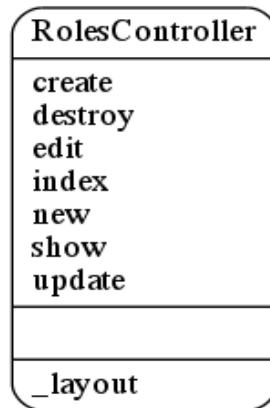 RolesController
create
destroy
edit
index
new
show
update
_layout